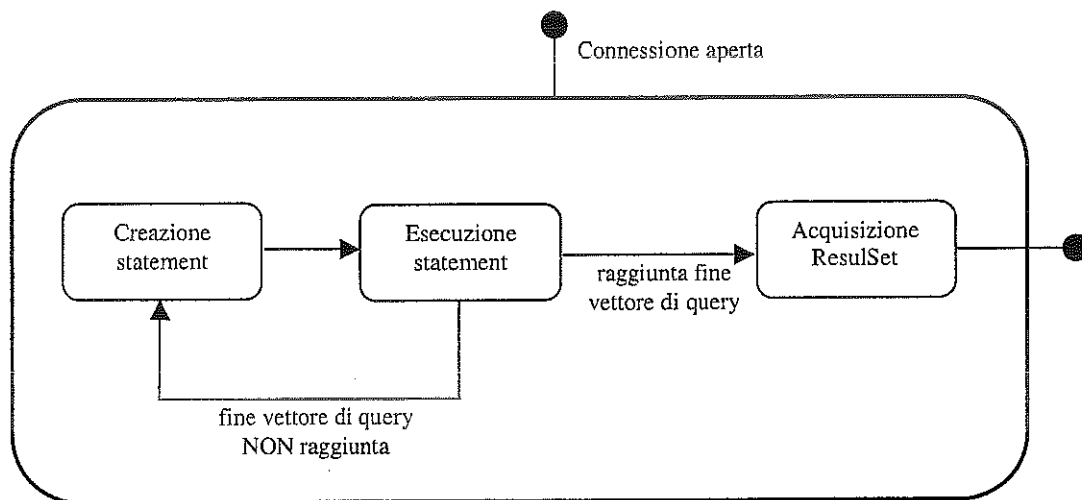 Connessione aperta
Creazione
statement
Esecuzione
statement
Acquisizione
ResulSet
raggiunta fine
vettore di query
fine vettore di query
NON raggiunta